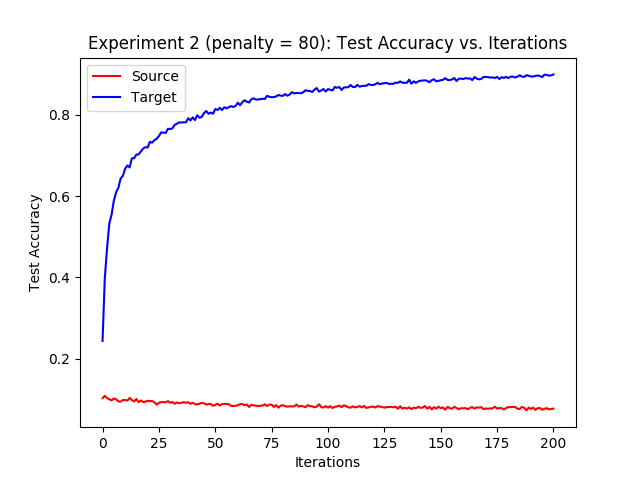 Experiment 2 (penalty = 80): Test Accuracy vs. Iterations
Source
Target
Test Accuracy
0.8
0.6
0.4
0.2
0 25 50 75 100 125 150 175 200
Iterations